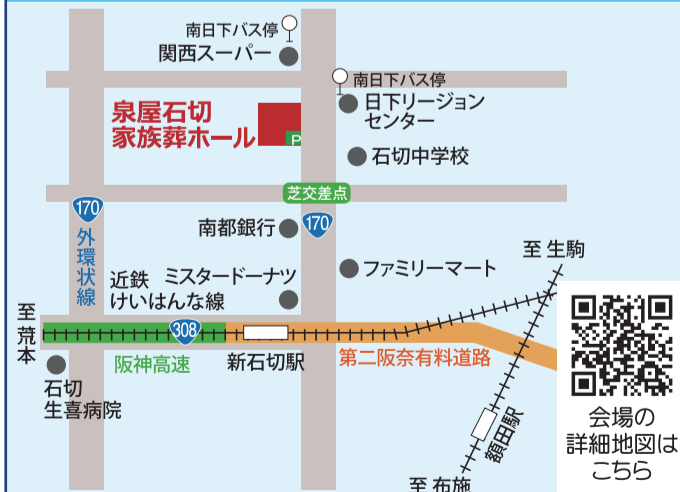 南日下バス停
関西スーパー
南日下バス停
日下リージョン
センター
泉屋石切
家族葬ホール
P
石切中学校
芝交差点
170
外環状線
南都銀行
170
ファミリーマート
至 生駒
近鉄
けいはんな線
ミスタードーナツ
至 荒本
308
阪神高速
新石切駅
第二阪奈有料道路
石切
生喜病院
額田駅
至 布施
会場の
詳細地図は
こちら